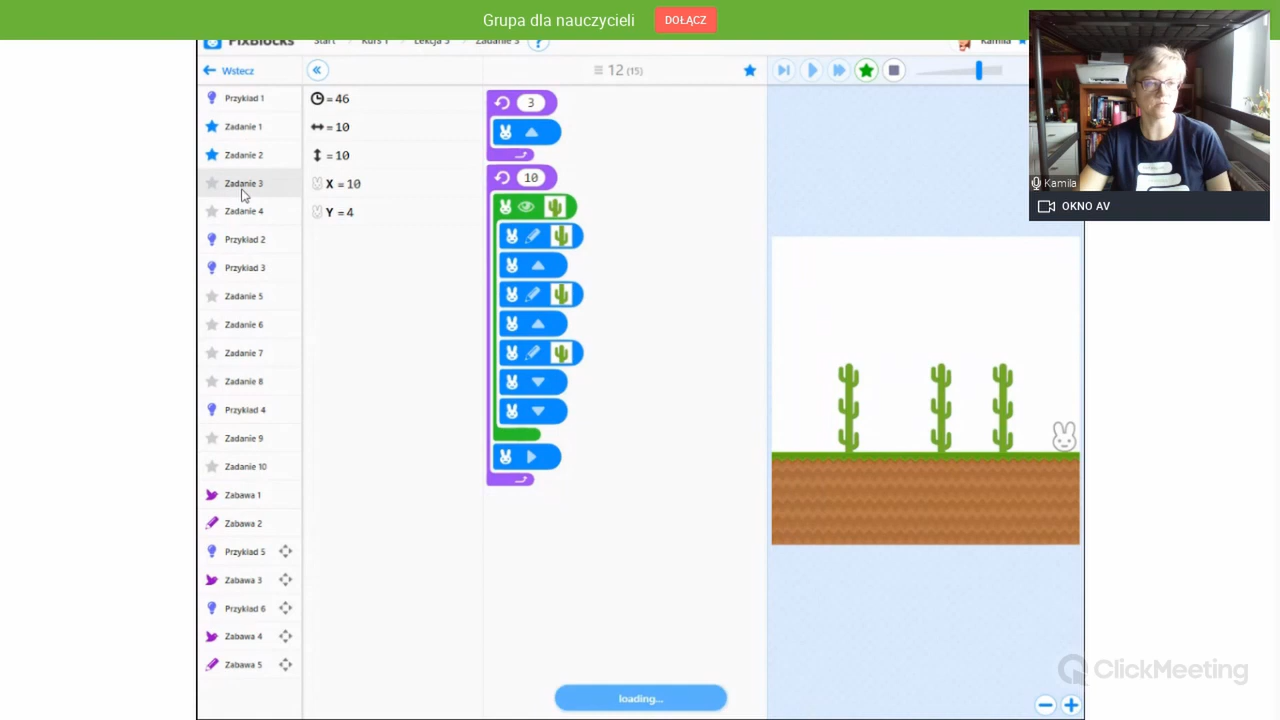 Grupa dla nauczycieli DOŁĄCZ
PixBlocks Start Kurs 1 Lekcja 3 Zadanie 3 ? Kamila
Wstecz
12 (15)
Przykład 1
Zadanie 1
Zadanie 2
Zadanie 3
Zadanie 4
Przykład 2
Przykład 3
Zadanie 5
Zadanie 6
Zadanie 7
Zadanie 8
Przykład 4
Zadanie 9
Zadanie 10
Zabawa 1
Zabawa 2
Przykład 5
Zabawa 3
Przykład 6
Zabawa 4
Zabawa 5
= 46
= 10
= 10
X = 10
Y = 4
3
10
loading...
Kamila
OKNO AV
ClickMeeting